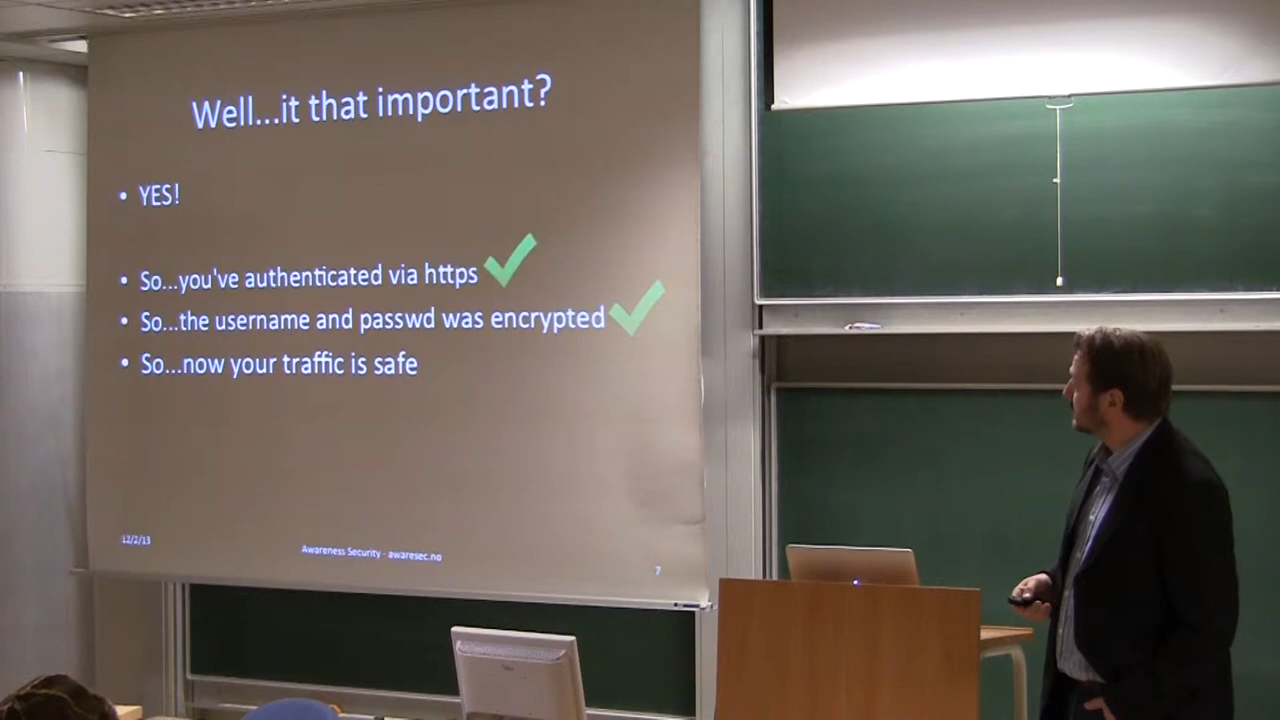 Well...it that important?
• YES!
• So...you've authenticated via https
• So...the username and passwd was encrypted
• So...now your traffic is safe
12/2/13
Awareness Security - awaresec.no
7